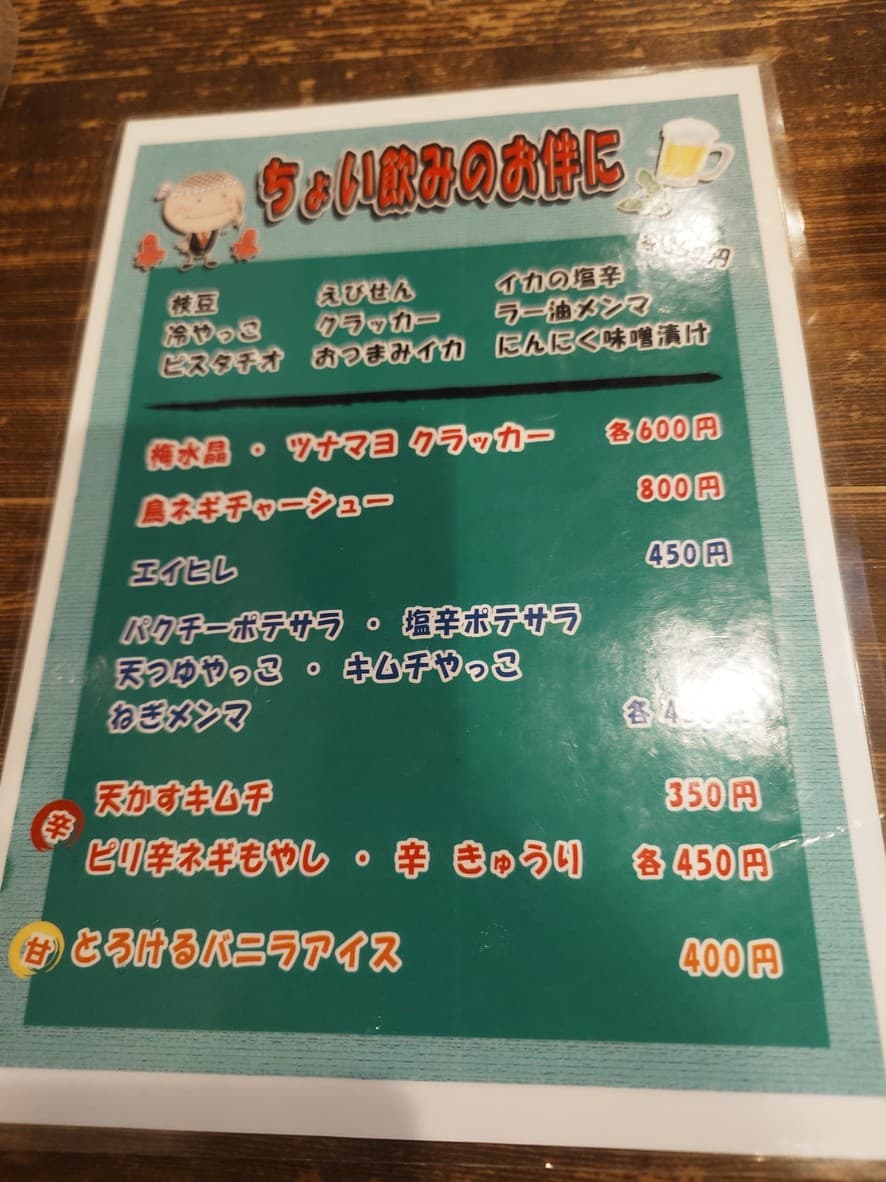 ちょい飲みのお伴に
各 円
枝豆 えびせん イカの塩辛
冷やっこ クラッカー ラー油メンマ
ピスタチオ おつまみイカ にんにく味噌漬け
梅水晶 ・ ツナマヨ クラッカー 各600円
鳥ネギチャーシュー 800円
エイヒレ 450円
パクチーポテサラ ・ 塩辛ポテサラ
天つゆやっこ ・ キムチやっこ
ねぎメンマ 各
辛 天かすキムチ 350円
ピリ辛ネギもやし ・ 辛 きゅうり 各450円
甘 とろけるバニラアイス 400円